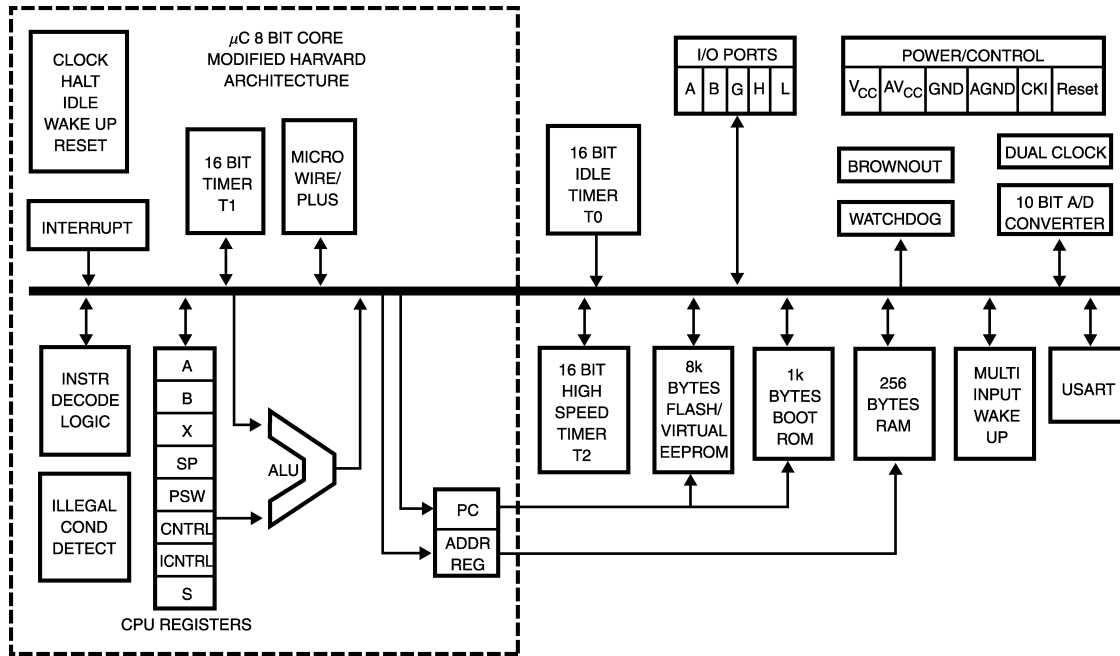 CLOCK
HALT
IDLE
WAKE UP
RESET
μC 8 BIT CORE
MODIFIED HARVARD
ARCHITECTURE
I/O PORTS
A B G H L
POWER/CONTROL
VCC AVCC GND AGND CKI Reset
16 BIT
TIMER
T1
MICRO
WIRE/
PLUS
16 BIT
IDLE
TIMER
T0
BROWNOUT
DUAL CLOCK
INTERRUPT
WATCHDOG
10 BIT A/D
CONVERTER
INSTR
DECODE
LOGIC
A
B
X
SP
PSW
CNTRL
ICNTRL
S
CPU REGISTERS
ILLEGAL
COND
DETECT
ALU
PC
ADDR
REG
16 BIT
HIGH
SPEED
TIMER
T2
8k
BYTES
FLASH/
VIRTUAL
EEPROM
1k
BYTES
BOOT
ROM
256
BYTES
RAM
MULTI
INPUT
WAKE
UP
USART